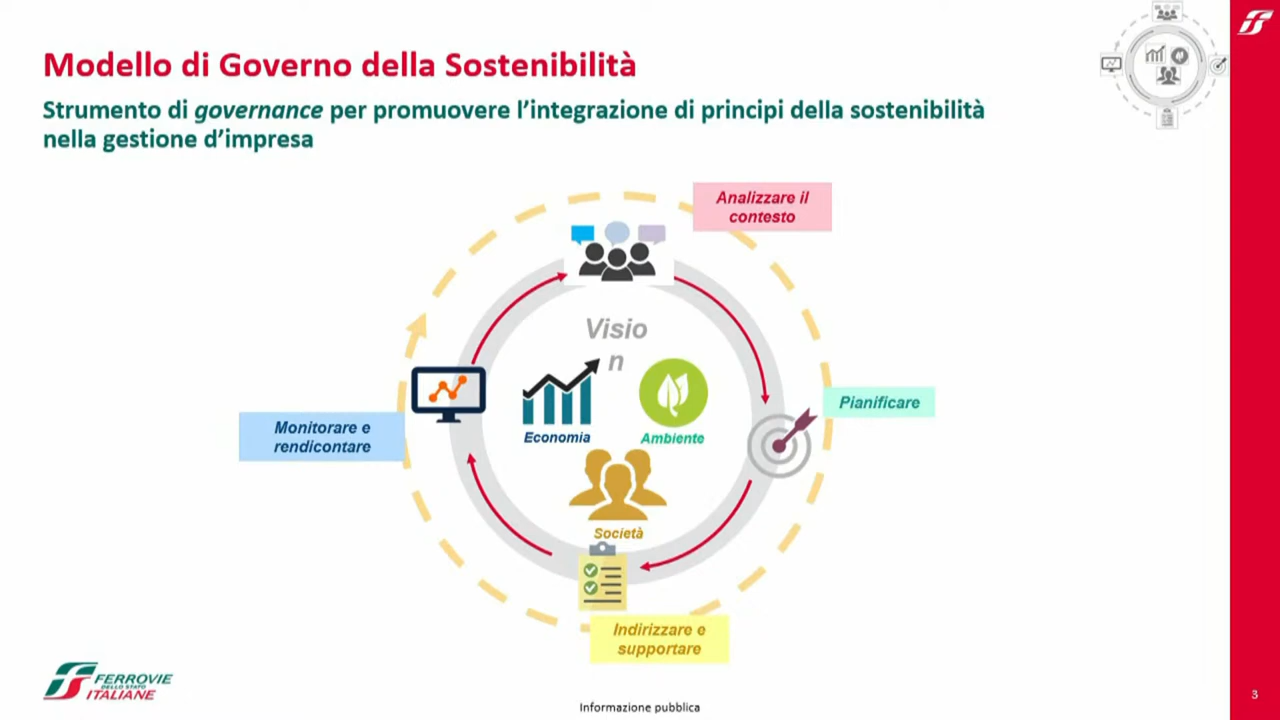 Modello di Governo della Sostenibilità
Strumento di governance per promuovere l’integrazione di principi della sostenibilità
nella gestione d’impresa
Analizzare il
contesto
Visio
n
Pianificare
Economia
Ambiente
Monitorare e
rendicontare
Società
Indirizzare e
supportare
FERROVIE
DELLO STATO
ITALIANE
Informazione pubblica
3